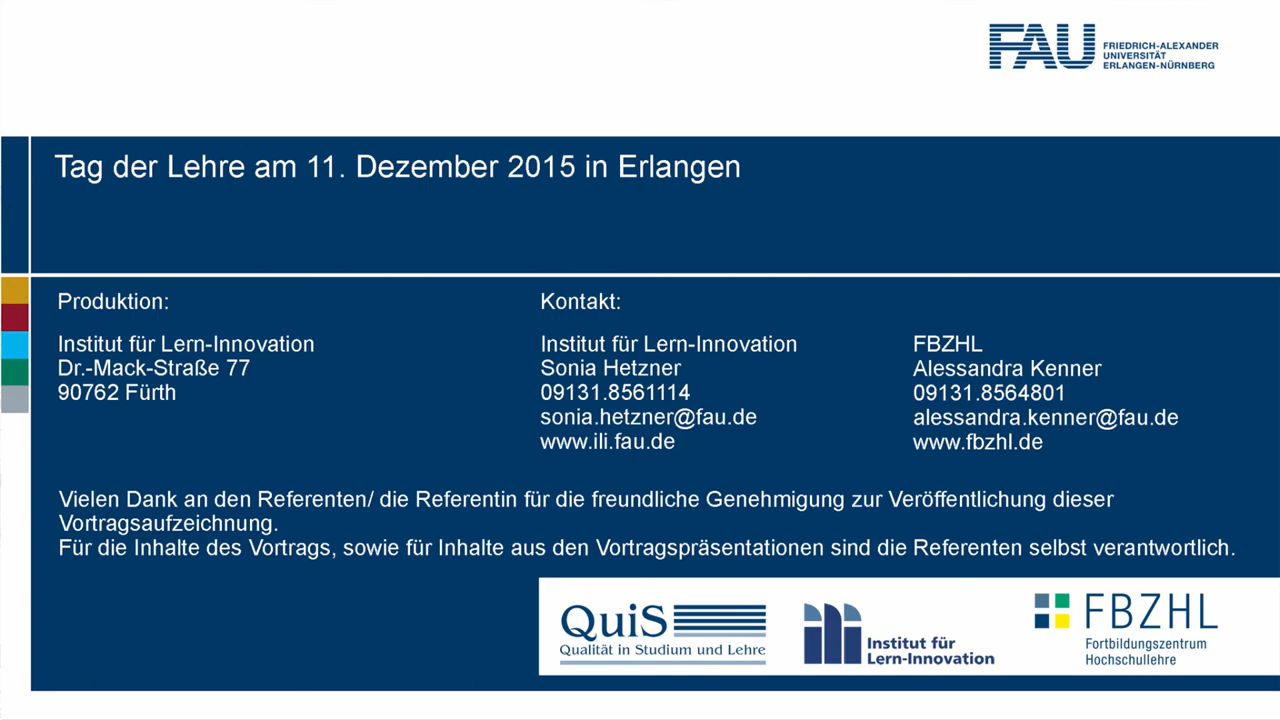 FAU
FRIEDRICH-ALEXANDER
UNIVERSITÄT
ERLANGEN-NÜRNBERG
Tag der Lehre am 11. Dezember 2015 in Erlangen
Produktion:
Institut für Lern-Innovation
Dr.-Mack-Straße 77
90762 Fürth
Kontakt:
Institut für Lern-Innovation
Sonia Hetzner
09131.8561114
sonia.hetzner@fau.de
www.ili.fau.de
FBZHL
Alessandra Kenner
09131.8564801
alessandra.kenner@fau.de
www.fbzhl.de
Vielen Dank an den Referenten/ die Referentin für die freundliche Genehmigung zur Veröffentlichung dieser
Vortragsaufzeichnung.
Für die Inhalte des Vortrags, sowie für Inhalte aus den Vortragspräsentationen sind die Referenten selbst verantwortlich.
QuiS
Qualität in Studium und Lehre
Institut für
Lern-Innovation
FBZHL
Fortbildungszentrum
Hochschullehre